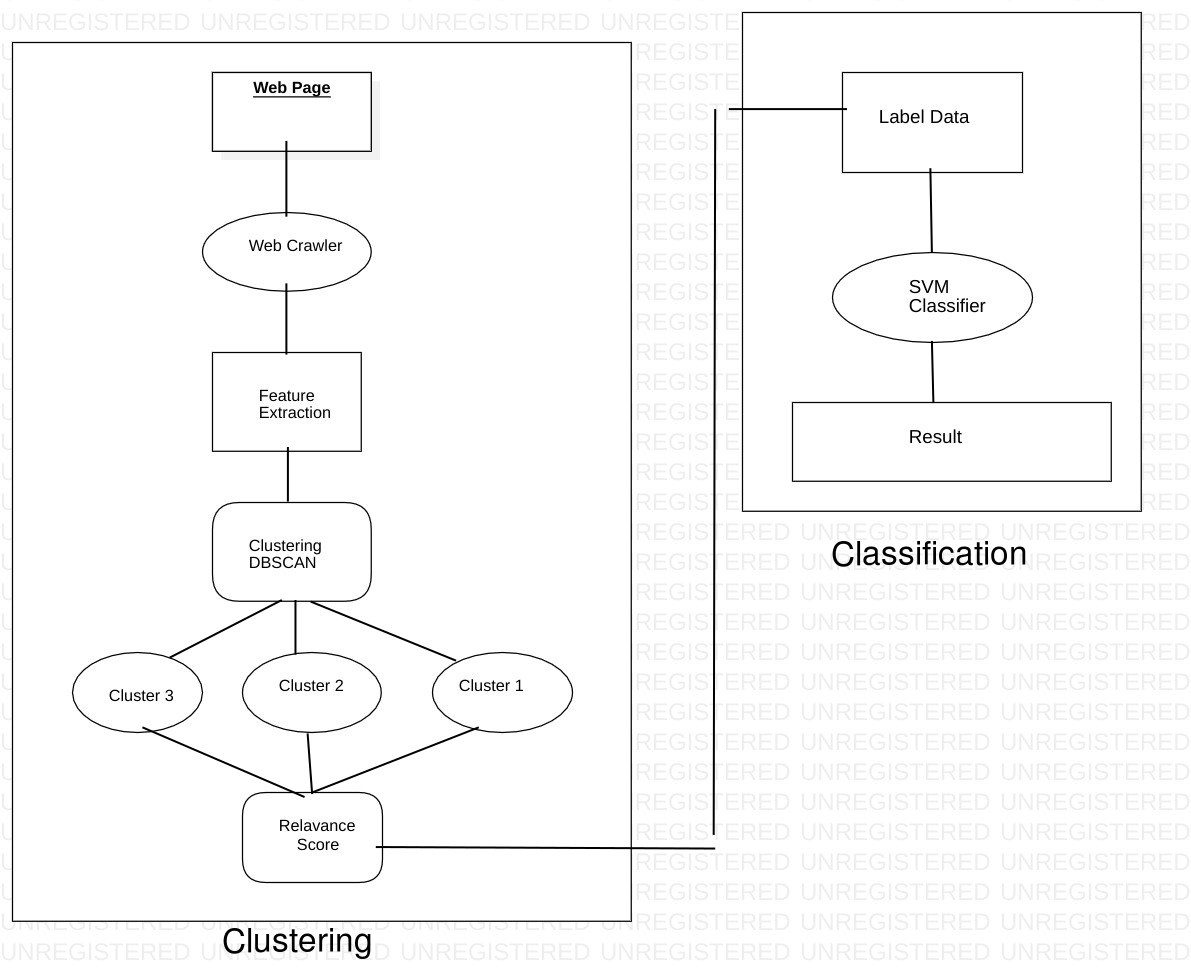 UNREGISTERED UNREGISTERED UNREGISTERED UNREGISTERED
Web Page
Web Crawler
Feature
Extraction
Clustering
DBSCAN
Cluster 3
Cluster 2
Cluster 1
Relavance
Score
Clustering
Label Data
SVM
Classifier
Result
Classification